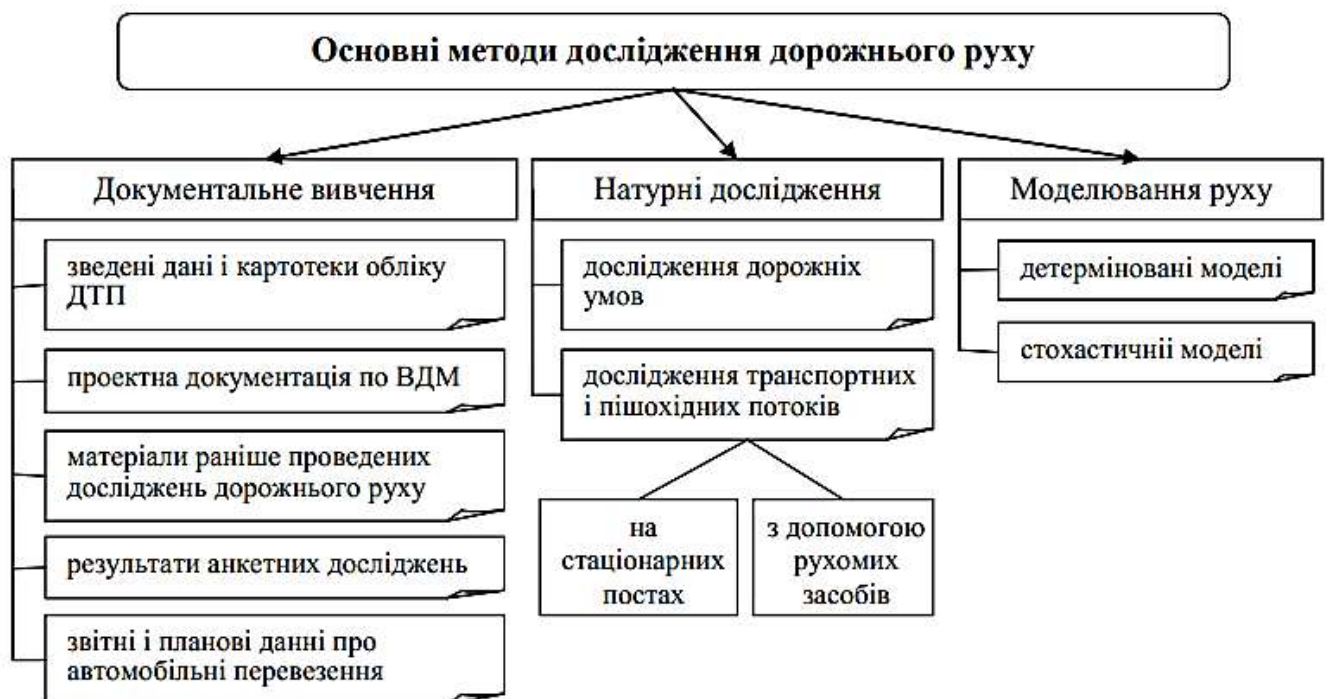 Основні методи дослідження дорожнього руху
Документальне вивчення
зведені дані і картотеки обліку
ДТП
проектна документація по ВДМ
матеріали раніше проведених
досліджень дорожнього руху
результати анкетних досліджень
звітні і планові данні про
автомобільні перевезення
Натурні дослідження
дослідження дорожніх
умов
дослідження транспортних
і пішохідних потоків
на
стаціонарних
постах
з допомогою
рухомих
засобів
Моделювання руху
детерміновані моделі
стохастичніі моделі